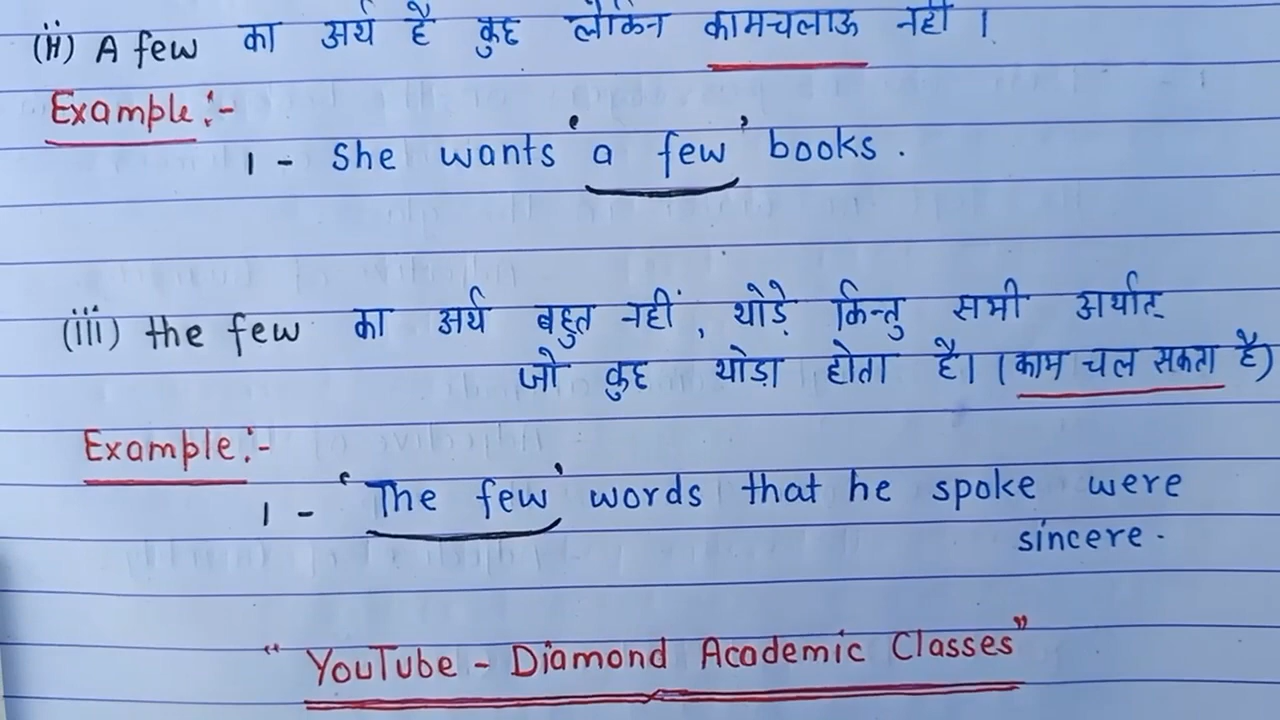 (ii) A few का अर्थ है कुछ लेकिन कामचलाऊ नहीं ।
Example :-
1 - She wants 'a few' books .
(iii) the few का अर्थ बहुत नहीं , थोड़े किन्तु सभी अर्थात्
जो कुछ थोड़ा होता है। (काम चल सकता है)
Example :-
1 - 'The few' words that he spoke were
sincere .
"YouTube - Diamond Academic Classes"